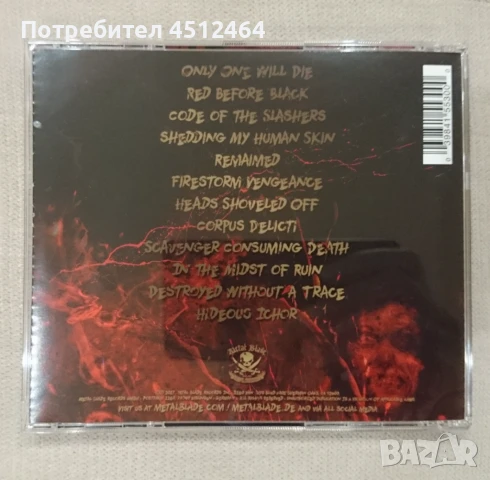 Потребител 4512464
ONLY ONE WILL DIE
RED BEFORE BLACK
CODE OF THE SLASHERS
SHEDDING MY HUMAN SKIN
REMAIMED
FIRESTORM VENGEANCE
HEADS SHOVELED OFF
CORPUS DELICTI
SCAVENGER CONSUMING DEATH
IN THE MIDST OF RUIN
DESTROYED WITHOUT A TRACE
HIDEOUS ICHOR
Metal Blade
VISIT US AT METALBLADE.COM / METALBLADE.DE AND VIA ALL SOCIAL MEDIA
BAZAR